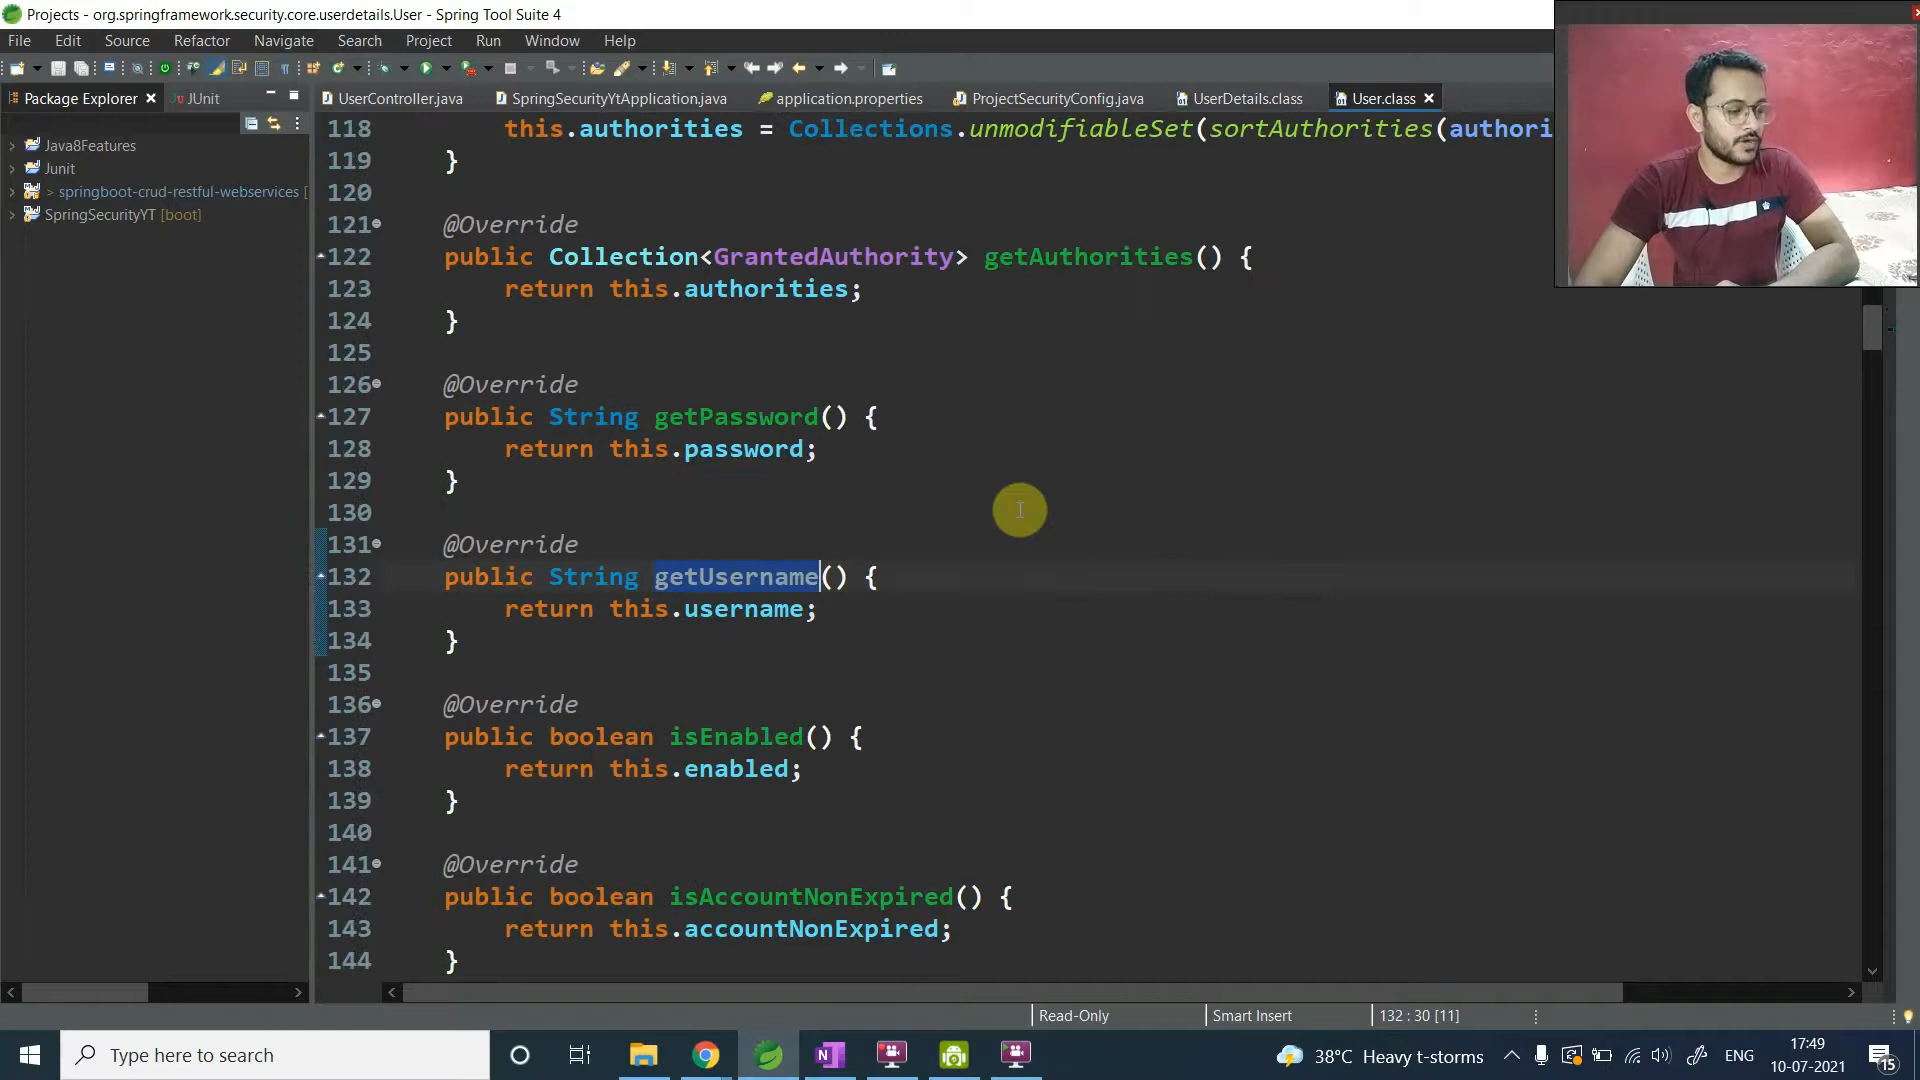 Projects - org.springframework.security.core.userdetails.User - Spring Tool Suite 4
File Edit Source Refactor Navigate Search Project Run Window Help
Package Explorer JUnit
UserController.java SpringSecurityYtApplication.java application.properties ProjectSecurityConfig.java UserDetails.class User.class
Java8Features
Junit
> springboot-crud-restful-webservices [
SpringSecurityYT [boot]
118 this.authorities = Collections.unmodifiableSet(sortAuthorities(authori
119 }
120
121 @Override
122 public Collection<GrantedAuthority> getAuthorities() {
123 return this.authorities;
124 }
125
126 @Override
127 public String getPassword() {
128 return this.password;
129 }
130
131 @Override
132 public String getUsername() {
133 return this.username;
134 }
135
136 @Override
137 public boolean isEnabled() {
138 return this.enabled;
139 }
140
141 @Override
142 public boolean isAccountNonExpired() {
143 return this.accountNonExpired;
144 }
Read-Only Smart Insert 132 : 30 [11]
Type here to search
38°C Heavy t-storms ENG
17:49
10-07-2021
15